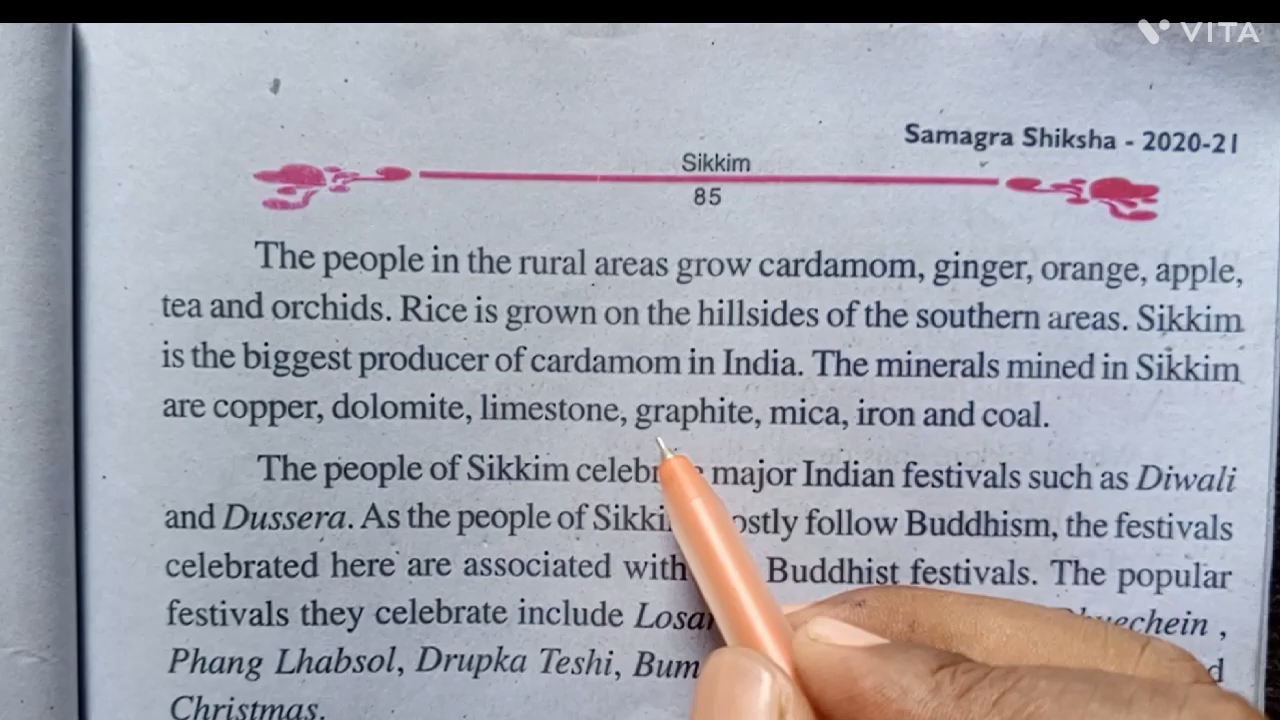 VITA
Samagra Shiksha - 2020-21
Sikkim
85
The people in the rural areas grow cardamom, ginger, orange, apple,
tea and orchids. Rice is grown on the hillsides of the southern areas. Sikkim
is the biggest producer of cardamom in India. The minerals mined in Sikkim
are copper, dolomite, limestone, graphite, mica, iron and coal.
The people of Sikkim major Indian festivals such as Diwali
and Dussera. As the people of follow Buddhism, the festivals
celebrated here are associated with Buddhist festivals. The popular
festivals they celebrate include
Phang Lhabsol, Drupka Teshi,
Christmas.